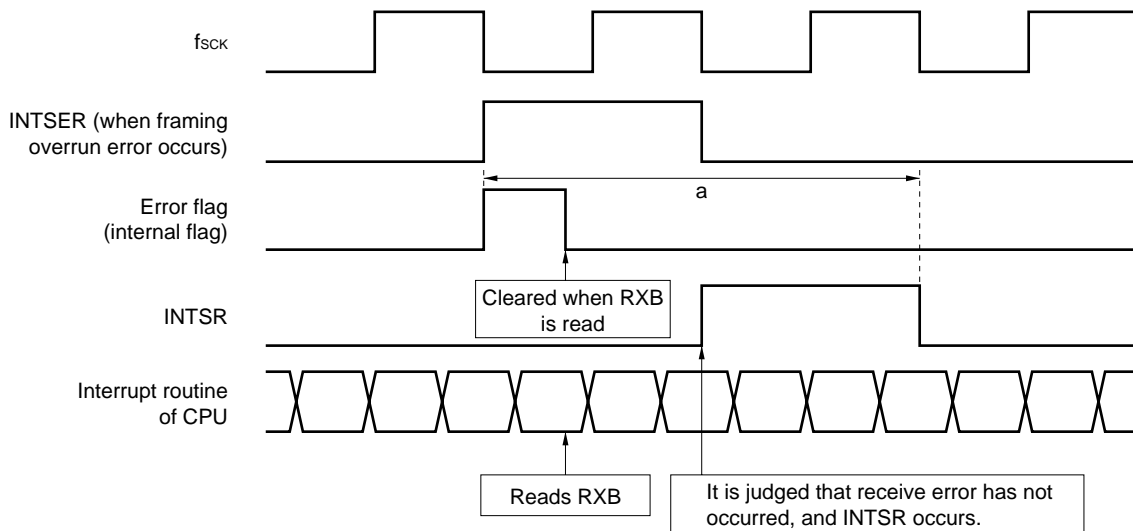 fSCK
INTSER (when framing
overrun error occurs)
a
Error flag
(internal flag)
Cleared when RXB
is read
INTSR
Interrupt routine
of CPU
Reads RXB
It is judged that receive error has not
occurred, and INTSR occurs.